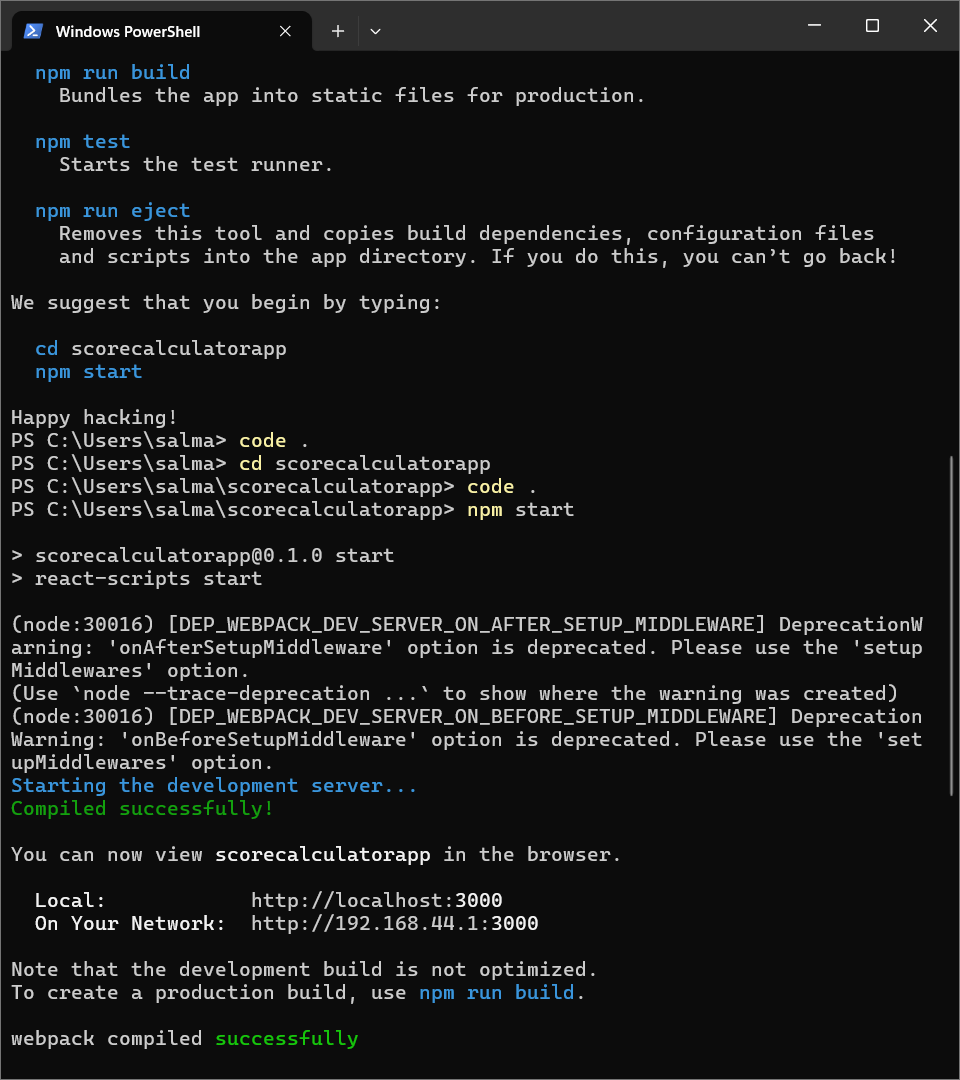 Windows PowerShell
npm run build
Bundles the app into static files for production.
npm test
Starts the test runner.
npm run eject
Removes this tool and copies build dependencies, configuration files
and scripts into the app directory. If you do this, you can’t go back!
We suggest that you begin by typing:
cd scorecalculatorapp
npm start
Happy hacking!
PS C:\Users\salma> code .
PS C:\Users\salma> cd scorecalculatorapp
PS C:\Users\salma\scorecalculatorapp> code .
PS C:\Users\salma\scorecalculatorapp> npm start
> scorecalculatorapp@0.1.0 start
> react-scripts start
(node:30016) [DEP_WEBPACK_DEV_SERVER_ON_AFTER_SETUP_MIDDLEWARE] DeprecationW
arning: 'onAfterSetupMiddleware' option is deprecated. Please use the 'setup
Middlewares' option.
(Use `node --trace-deprecation ...` to show where the warning was created)
(node:30016) [DEP_WEBPACK_DEV_SERVER_ON_BEFORE_SETUP_MIDDLEWARE] Deprecation
Warning: 'onBeforeSetupMiddleware' option is deprecated. Please use the 'set
upMiddlewares' option.
Starting the development server...
Compiled successfully!
You can now view scorecalculatorapp in the browser.
Local: http://localhost:3000
On Your Network: http://192.168.44.1:3000
Note that the development build is not optimized.
To create a production build, use npm run build.
webpack compiled successfully